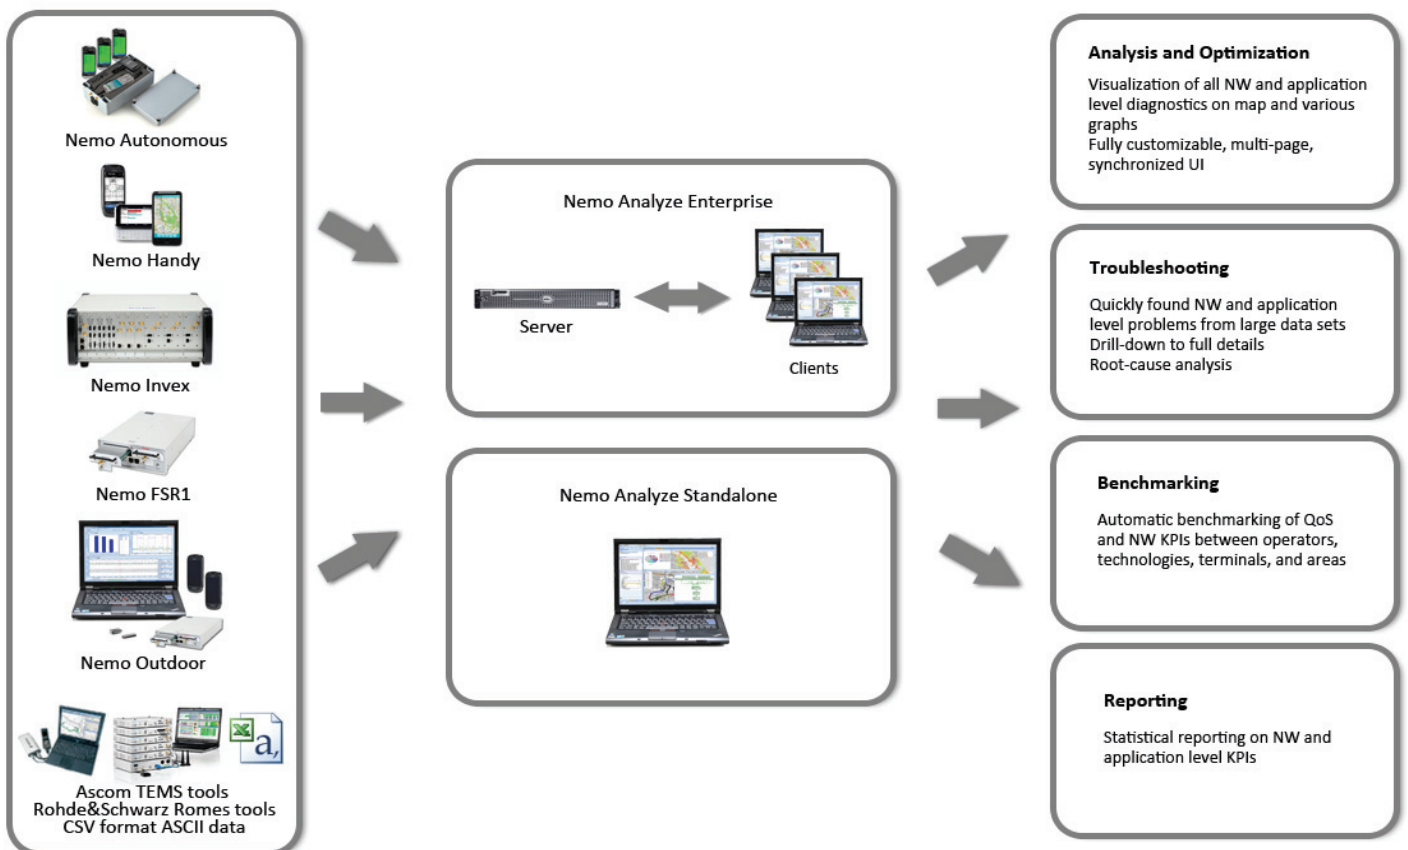 Nemo Autonomous
Nemo Handy
Nemo Invex
Nemo FSR1
Nemo Outdoor
a,
Ascom TEMS tools
Rohde&Schwarz Romes tools
CSV format ASCII data
Nemo Analyze Enterprise
Server
Clients
Nemo Analyze Standalone
Analysis and Optimization
Visualization of all NW and application
level diagnostics on map and various
graphs
Fully customizable, multi-page,
synchronized UI
Troubleshooting
Quickly found NW and application
level problems from large data sets
Drill-down to full details
Root-cause analysis
Benchmarking
Automatic benchmarking of QoS
and NW KPIs between operators,
technologies, terminals, and areas
Reporting
Statistical reporting on NW and
application level KPIs